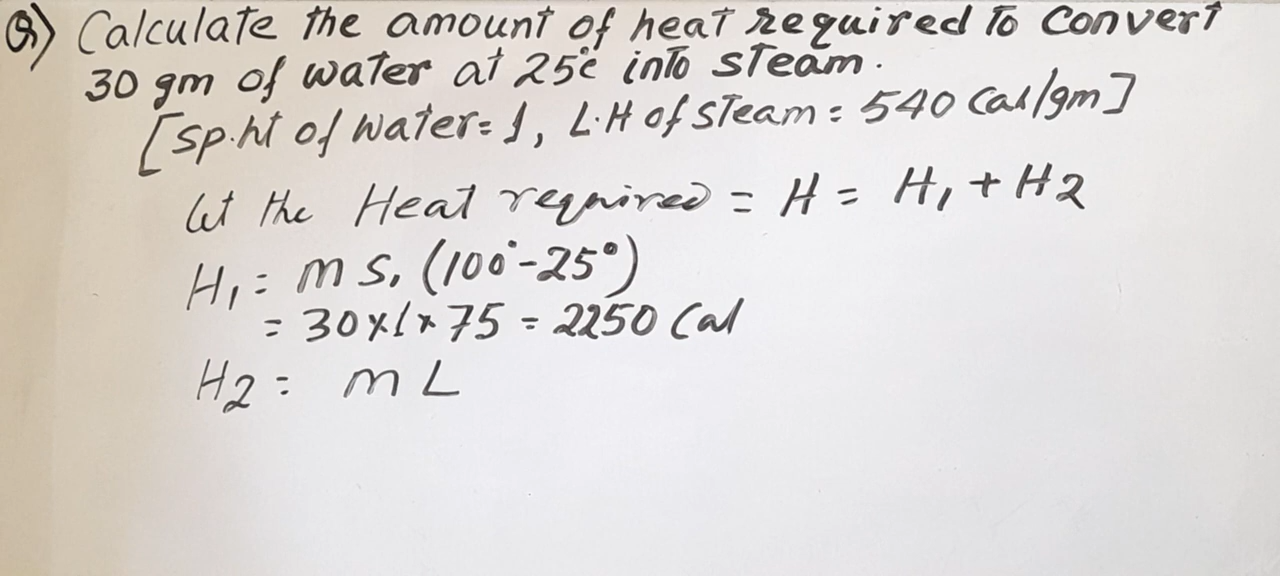 Q) Calculate the amount of heat required to convert
30 gm of water at 25°c into steam.
[sp.ht of water = 1, L.H of steam = 540 Cal/gm]
Let the Heat required = H = H1 + H2
H1 = m s. (100° - 25°)
= 30 x 1 x 75 = 2250 Cal
H2 = m L